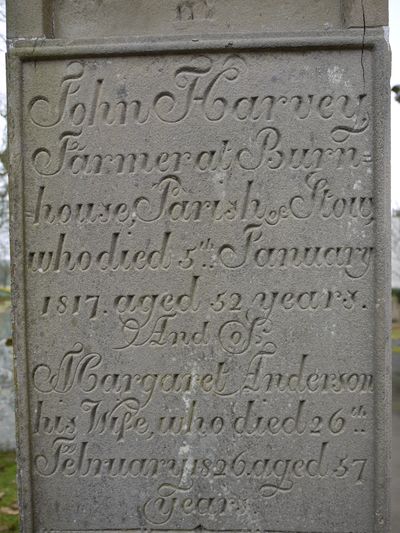 John Harvey,
Farmer at Burn=
house, Parish of Stow,
who died 5th January
1817. aged 52 years.
And Of
Margaret Anderson
his Wife, who died 26th
February 1826. aged 57
Years.